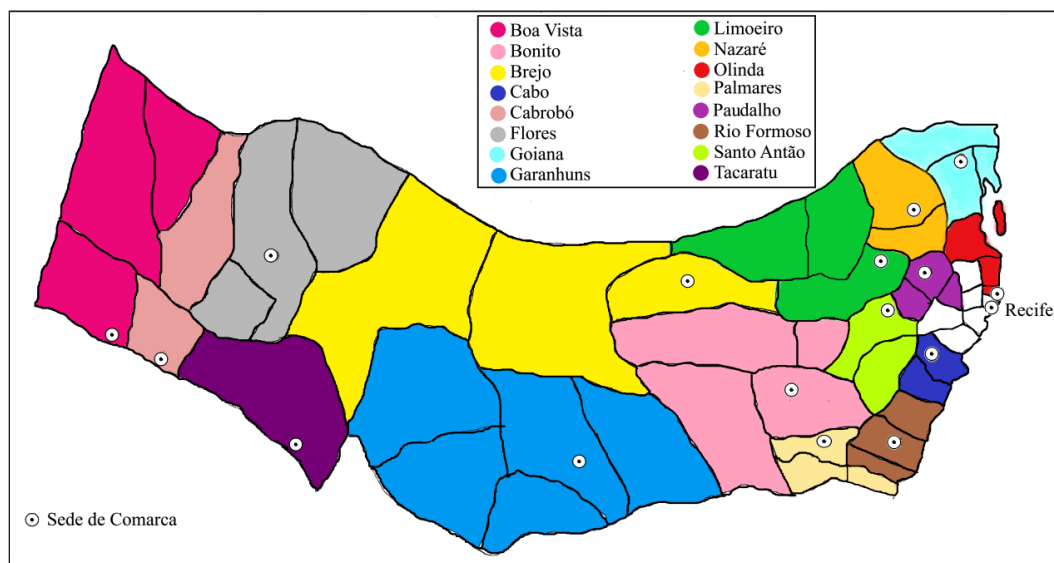 Boa Vista
Bonito
Brejo
Cabo
Cabrobó
Flores
Goiana
Garanhuns
Limoeiro
Nazaré
Olinda
Palmares
Paudalho
Rio Formoso
Santo Antão
Tacaratu
Recife
Sede de Comarca